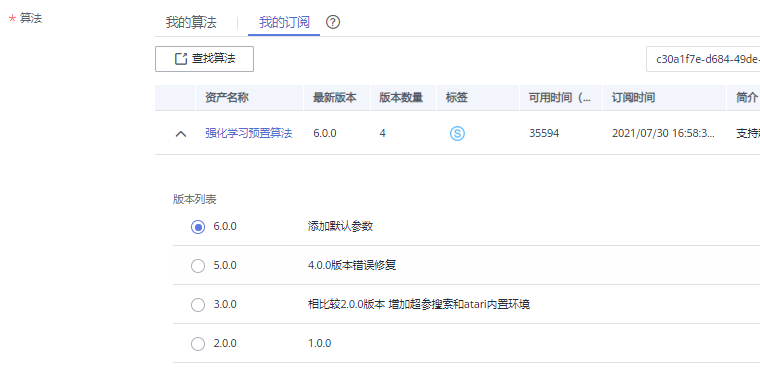 * 算法
我的算法 我的订阅 ?
查找算法 c30a1f7e-d684-49de-
资产名称 最新版本 版本数量 标签 可用时间（... 订阅时间 简介
强化学习预置算法 6.0.0 4 Ⓢ 35594 2021/07/30 16:58:3... 支持
版本列表
6.0.0 添加默认参数
5.0.0 4.0.0版本错误修复
3.0.0 相比较2.0.0版本 增加超参搜索和atari内置环境
2.0.0 1.0.0